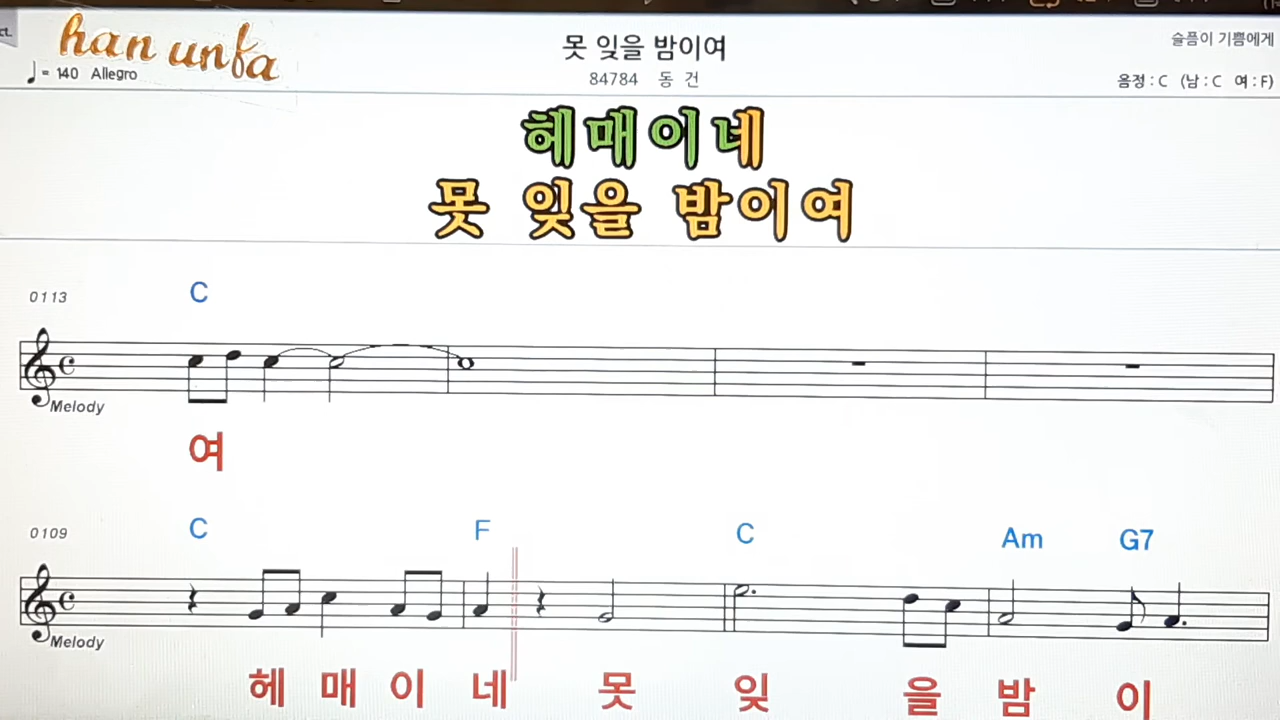 ct.
han unfa
못 잊을 밤이여
슬픔이 기쁨에게
♩= 140 Allegro
84784 동 건
음정 : C (남 : C 여 : F)
헤매이네
못 잊을 밤이여
0113 C
Melody
여
0109 C F C Am G7
Melody
헤 매 이 네 못 잊 을 밤 이